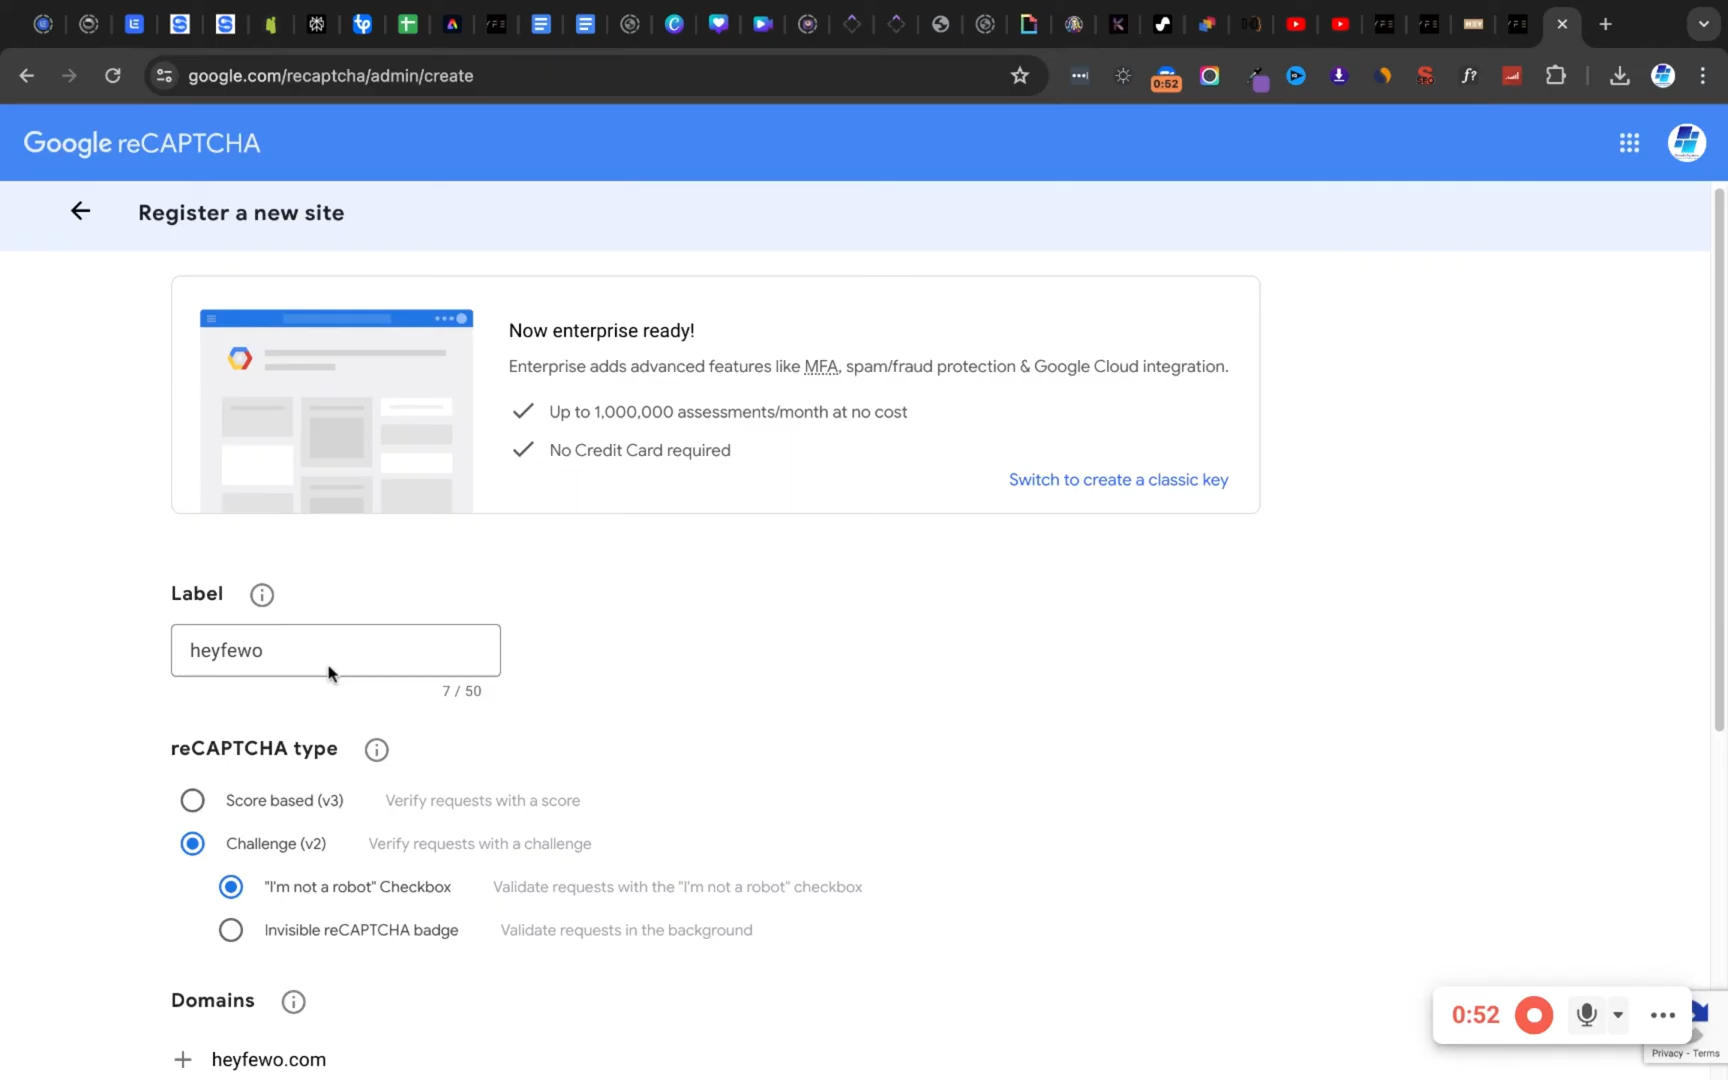 google.com/recaptcha/admin/create
0:52
SEO
f?
Google reCAPTCHA
Register a new site
Now enterprise ready!
Enterprise adds advanced features like MFA, spam/fraud protection & Google Cloud integration.
Up to 1,000,000 assessments/month at no cost
No Credit Card required
Switch to create a classic key
Label
heyfewo
7 / 50
reCAPTCHA type
Score based (v3) Verify requests with a score
Challenge (v2) Verify requests with a challenge
"I'm not a robot" Checkbox Validate requests with the "I'm not a robot" checkbox
Invisible reCAPTCHA badge Validate requests in the background
Domains
heyfewo.com
0:52
Privacy - Terms